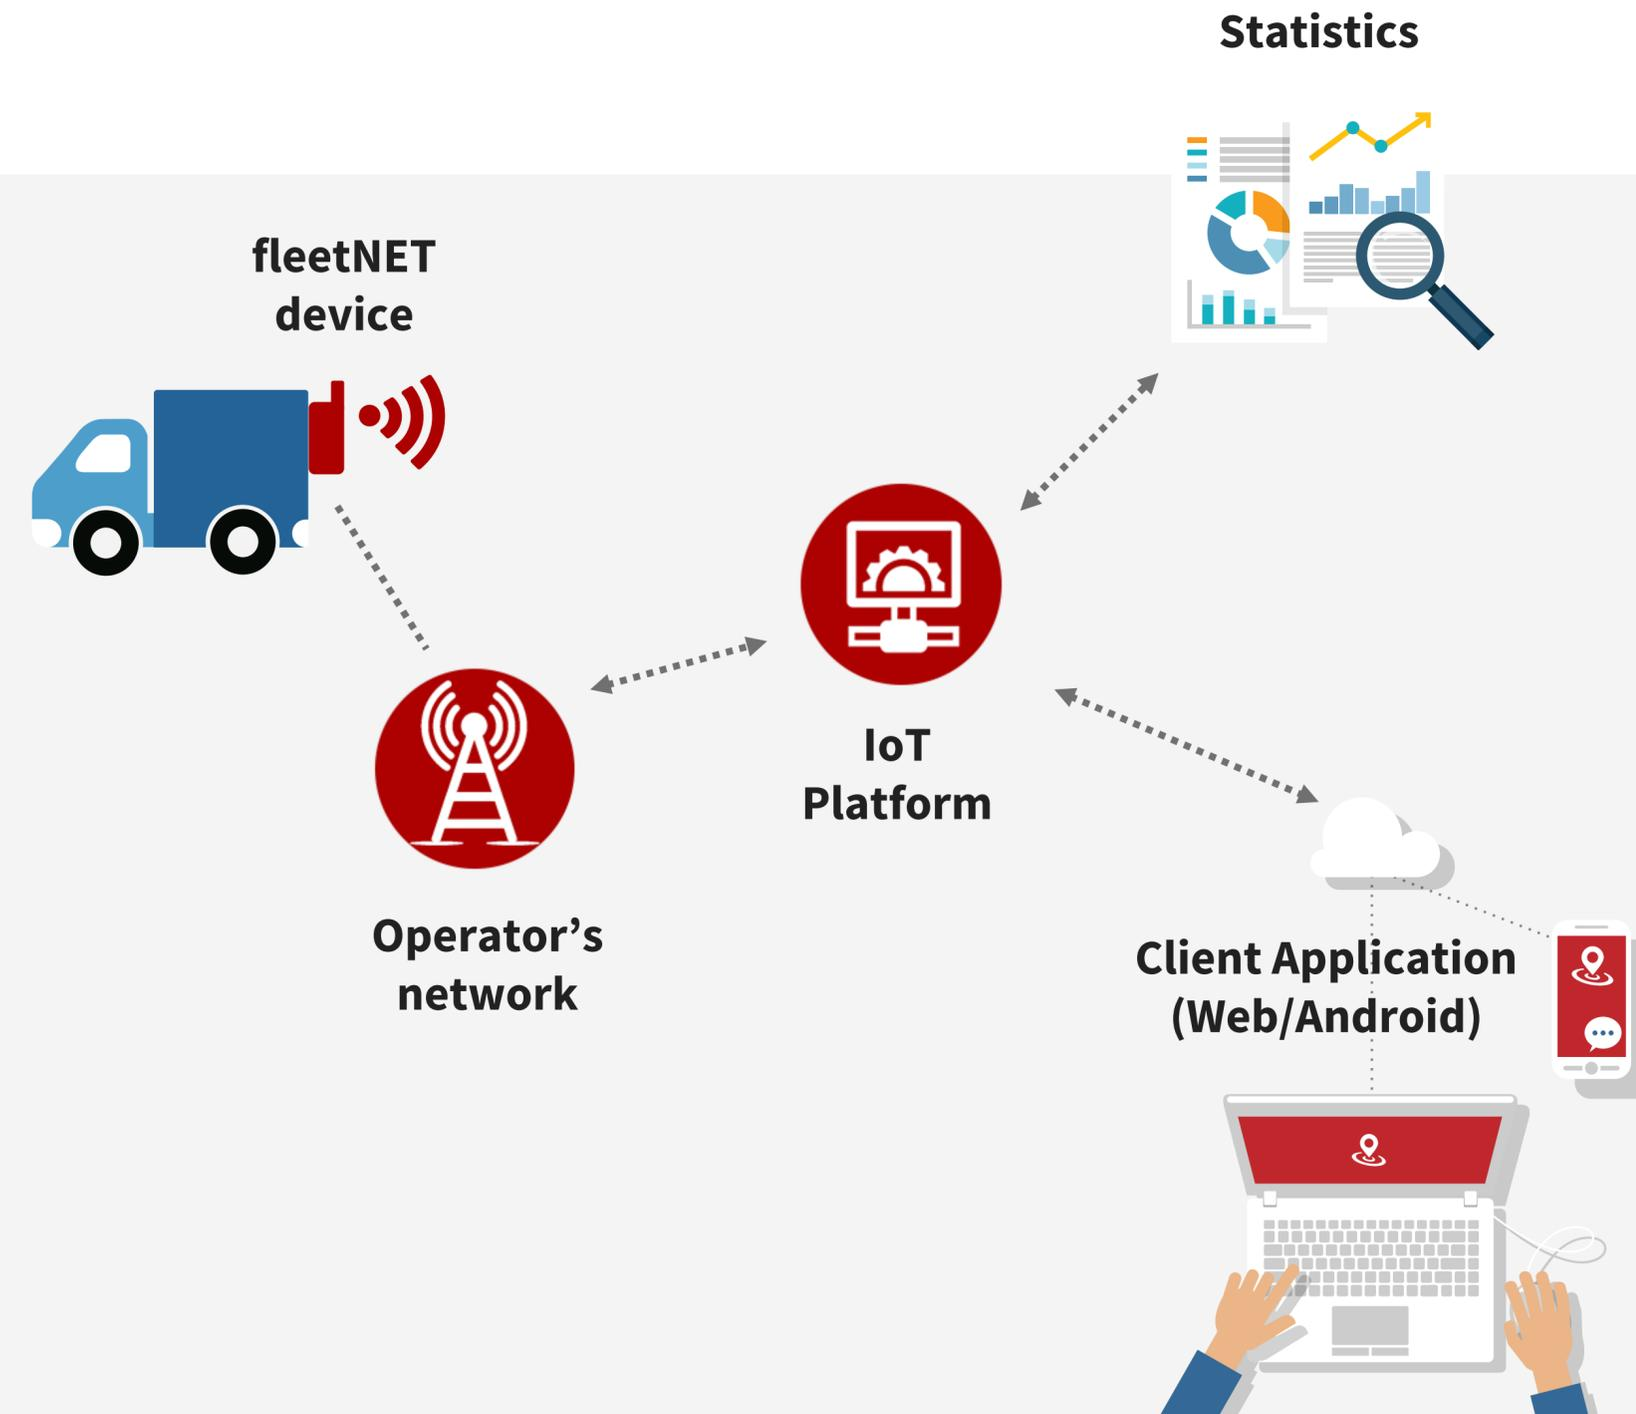 Statistics
fleetNET
device
IoT
Platform
Operator’s
network
Client Application
(Web/Android)